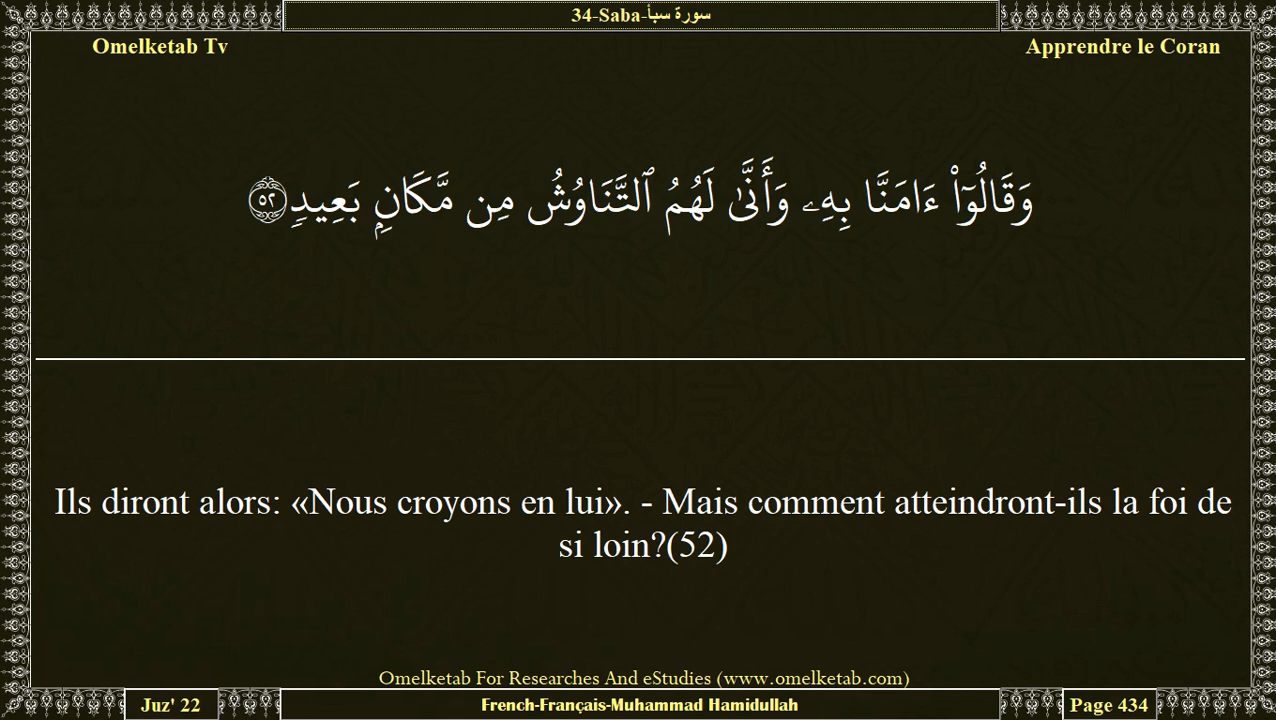 34-Saba-سورة سبأ
Omelketab Tv
Apprendre le Coran
وَقَالُوٓا۟ ءَامَنَّا بِهِۦ وَأَنَّىٰ لَهُمُ ٱلتَّنَاوُشُ مِن مَّكَانٍۭ بَعِيدٍۢ ٥٢
Ils diront alors: «Nous croyons en lui». - Mais comment atteindront-ils la foi de
si loin?(52)
Omelketab For Researches And eStudies (www.omelketab.com)
Juz' 22
French-Français-Muhammad Hamidullah
Page 434